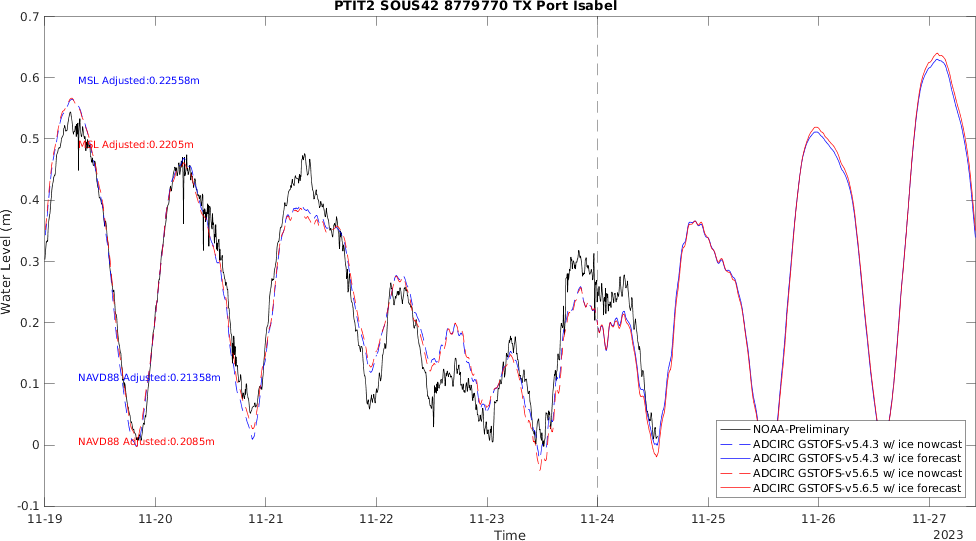 PTIT2 SOUS42 8779770 TX Port Isabel
0.7
0.6
0.5
0.4
0.3
0.2
0.1
0
-0.1
Water Level (m)
MSL Adjusted:0.22558m
MSL Adjusted:0.2205m
NAVD88 Adjusted:0.21358m
NAVD88 Adjusted:0.2085m
NOAA-Preliminary
ADCIRC GSTOFS-v5.4.3 w/ ice nowcast
ADCIRC GSTOFS-v5.4.3 w/ ice forecast
ADCIRC GSTOFS-v5.6.5 w/ ice nowcast
ADCIRC GSTOFS-v5.6.5 w/ ice forecast
11-19 11-20 11-21 11-22 11-23 11-24 11-25 11-26 11-27
Time
2023